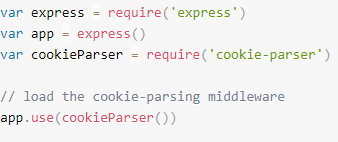 var express = require('express')
var app = express()
var cookieParser = require('cookie-parser')
// load the cookie-parsing middleware
app.use(cookieParser())